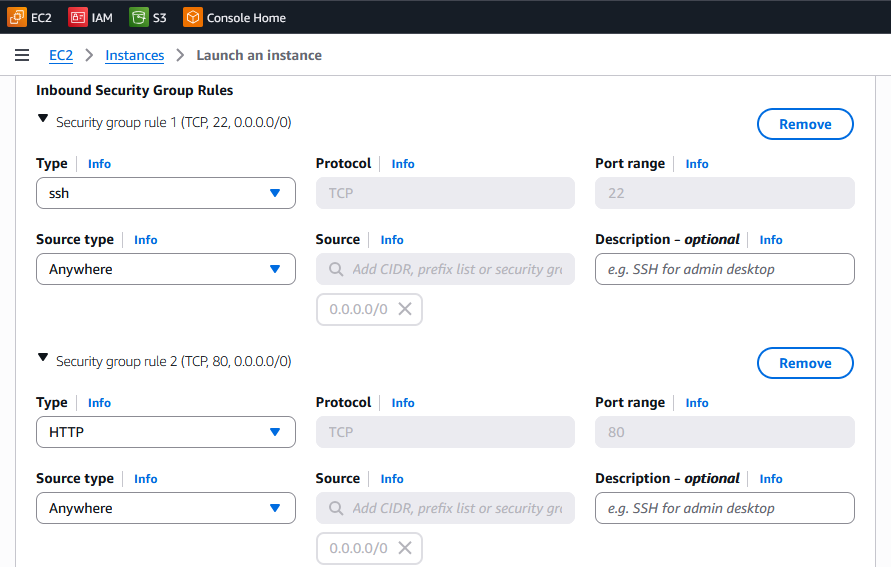 EC2 IAM S3 Console Home
EC2 Instances Launch an instance
Inbound Security Group Rules
Security group rule 1 (TCP, 22, 0.0.0.0/0) Remove
Type Info Protocol Info Port range Info
ssh TCP 22
Source type Info Source Info Description – optional Info
Anywhere Add CIDR, prefix list or security gr e.g. SSH for admin desktop
0.0.0.0/0
Security group rule 2 (TCP, 80, 0.0.0.0/0) Remove
Type Info Protocol Info Port range Info
HTTP TCP 80
Source type Info Source Info Description – optional Info
Anywhere Add CIDR, prefix list or security gr e.g. SSH for admin desktop
0.0.0.0/0